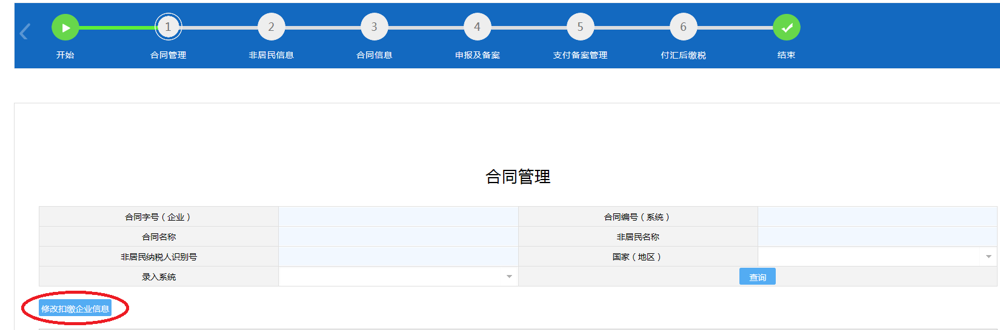 1 2 3 4 5 6
开始 合同管理 非居民信息 合同信息 申报及备案 支付备案管理 付汇后缴税 结束
合同管理
合同字号（企业） 合同编号（系统）
合同名称 非居民名称
非居民纳税人识别号 国家（地区）
录入系统 查询
修改扣缴企业信息